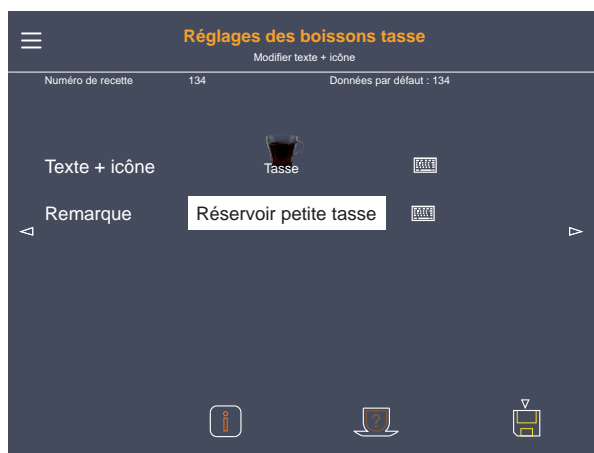 Réglages des boissons tasse
Modifier texte + icône
Numéro de recette 134 Données par défaut : 134
Texte + icône Tasse
Remarque Réservoir petite tasse
i ?